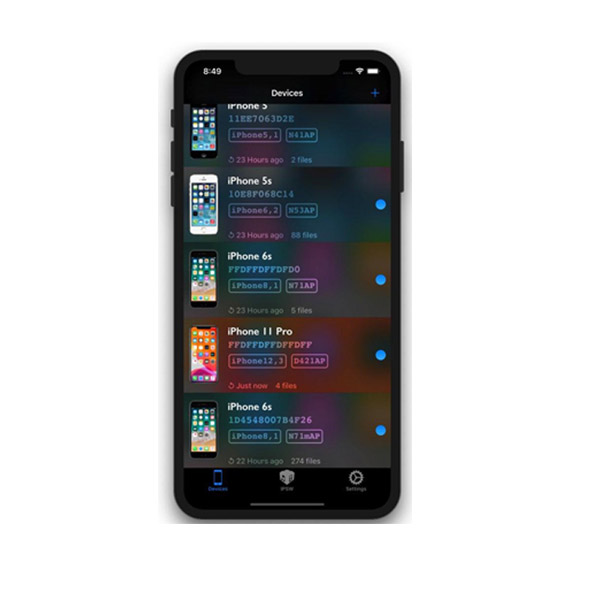 8:49
Devices
+
iPhone 5
11EE7063D2E
iPhone5,1 N41AP
23 Hours ago 2 files
iPhone 5s
10E8F068C14
iPhone6,2 N53AP
23 Hours ago 88 files
iPhone 6s
FFDFFDFFDFD0
iPhone8,1 N71AP
23 Hours ago 5 files
iPhone 11 Pro
FFDFFDFFDFFDFF
iPhone12,3 D421AP
Just now 4 files
iPhone 6s
1D4548007B4F26
iPhone8,1 N71mAP
22 Hours ago 274 files
Devices IPSW Settings